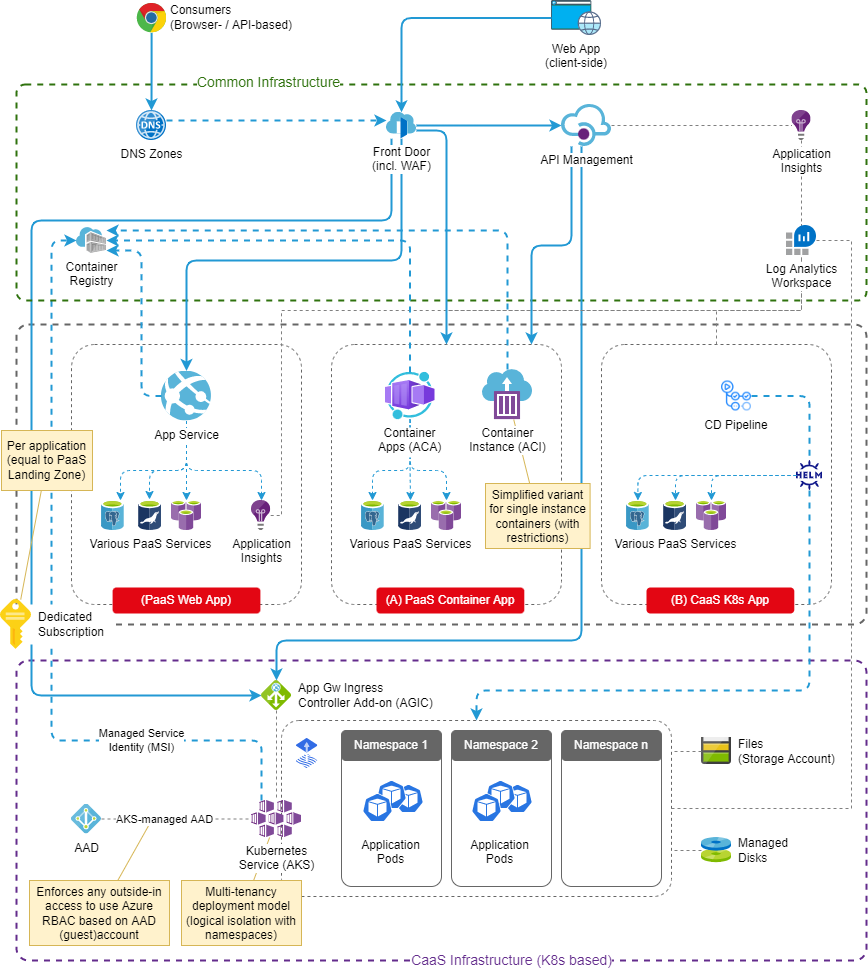 Consumers
(Browser- / API-based)
Web App
(client-side)
Common Infrastructure
DNS
DNS Zones
Front Door
(incl. WAF)
API Management
Application
Insights
Container
Registry
Log Analytics
Workspace
App Service
Container
Apps (ACA)
Container
Instance (ACI)
CD Pipeline
Per application
(equal to PaaS
Landing Zone)
HELM
Simplified variant
for single instance
containers (with
restrictions)
Various PaaS Services
Application
Insights
Various PaaS Services
Various PaaS Services
(PaaS Web App)
(A) PaaS Container App
(B) CaaS K8s App
Dedicated
Subscription
App Gw Ingress
Controller Add-on (AGIC)
Managed Service
Identity (MSI)
Namespace 1
Namespace 2
Namespace n
Files
(Storage Account)
AKS-managed AAD
AAD
Kubernetes
Service (AKS)
Application
Pods
Application
Pods
Managed
Disks
Enforces any outside-in
access to use Azure
RBAC based on AAD
(guest)account
Multi-tenancy
deployment model
(logical isolation with
namespaces)
CaaS Infrastructure (K8s based)